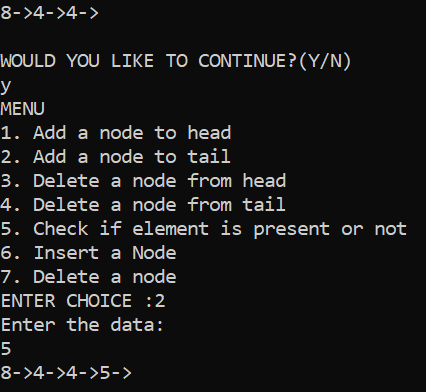 8->4->4->
WOULD YOU LIKE TO CONTINUE?(Y/N)
y
MENU
1. Add a node to head
2. Add a node to tail
3. Delete a node from head
4. Delete a node from tail
5. Check if element is present or not
6. Insert a Node
7. Delete a node
ENTER CHOICE :2
Enter the data:
5
8->4->4->5->